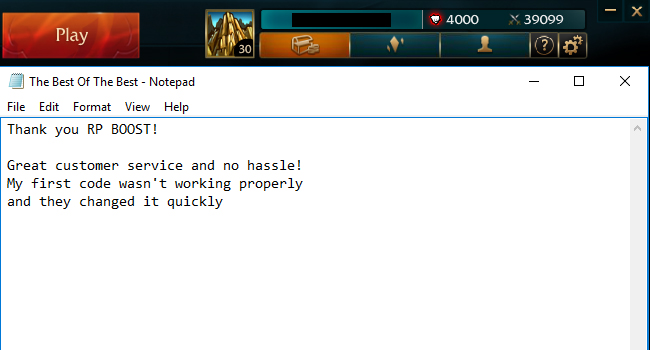 Play
30
4000
39099
?
The Best Of The Best - Notepad
File Edit Format View Help
Thank you RP BOOST!
Great customer service and no hassle!
My first code wasn't working properly
and they changed it quickly